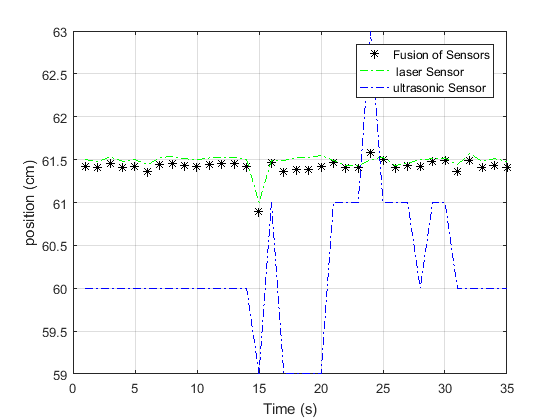 63
62.5
62
61.5
61
60.5
60
59.5
59
position (cm)
Fusion of Sensors
laser Sensor
ultrasonic Sensor
0 5 10 15 20 25 30 35
Time (s)